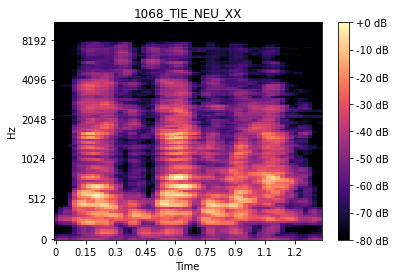 1068_TIE_NEU_XX
+0 dB
8192
-10 dB
4096
-20 dB
-30 dB
2048
Hz
-40 dB
1024
-50 dB
-60 dB
512
-70 dB
0
-80 dB
0 0.15 0.3 0.45 0.6 0.75 0.9 1.1 1.2
Time